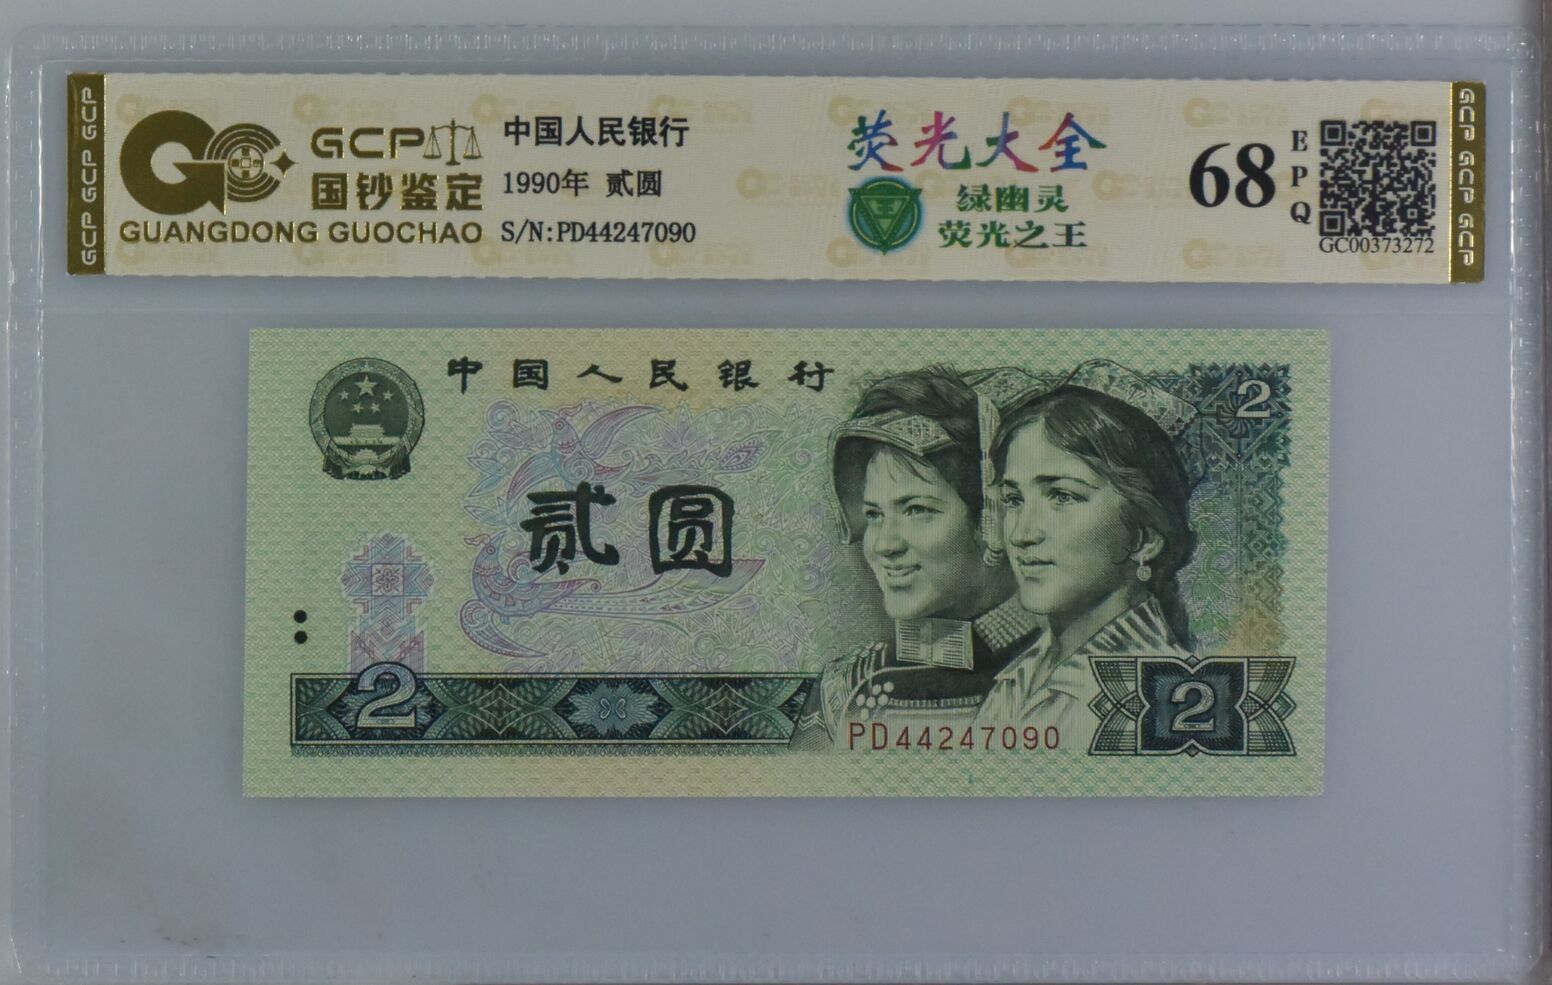 GCP GCP GCP
GCP
国钞鉴定
GUANGDONG GUOCHAO
中国人民银行
1990年 贰圆
S/N:PD44247090
荧光大全
绿幽灵
荧光之王
68
EPQ
GC00373272
GCP GCP GCP
中国人民银行
2
贰圆
2
PD44247090
2